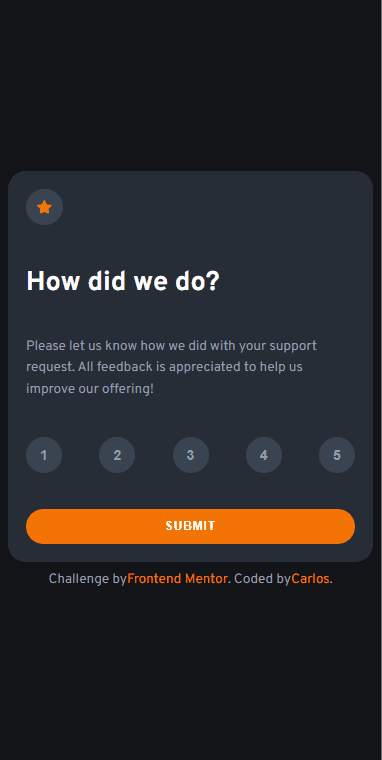 How did we do?
Please let us know how we did with your support
request. All feedback is appreciated to help us
improve our offering!
1 2 3 4 5
SUBMIT
Challenge byFrontend Mentor. Coded byCarlos.